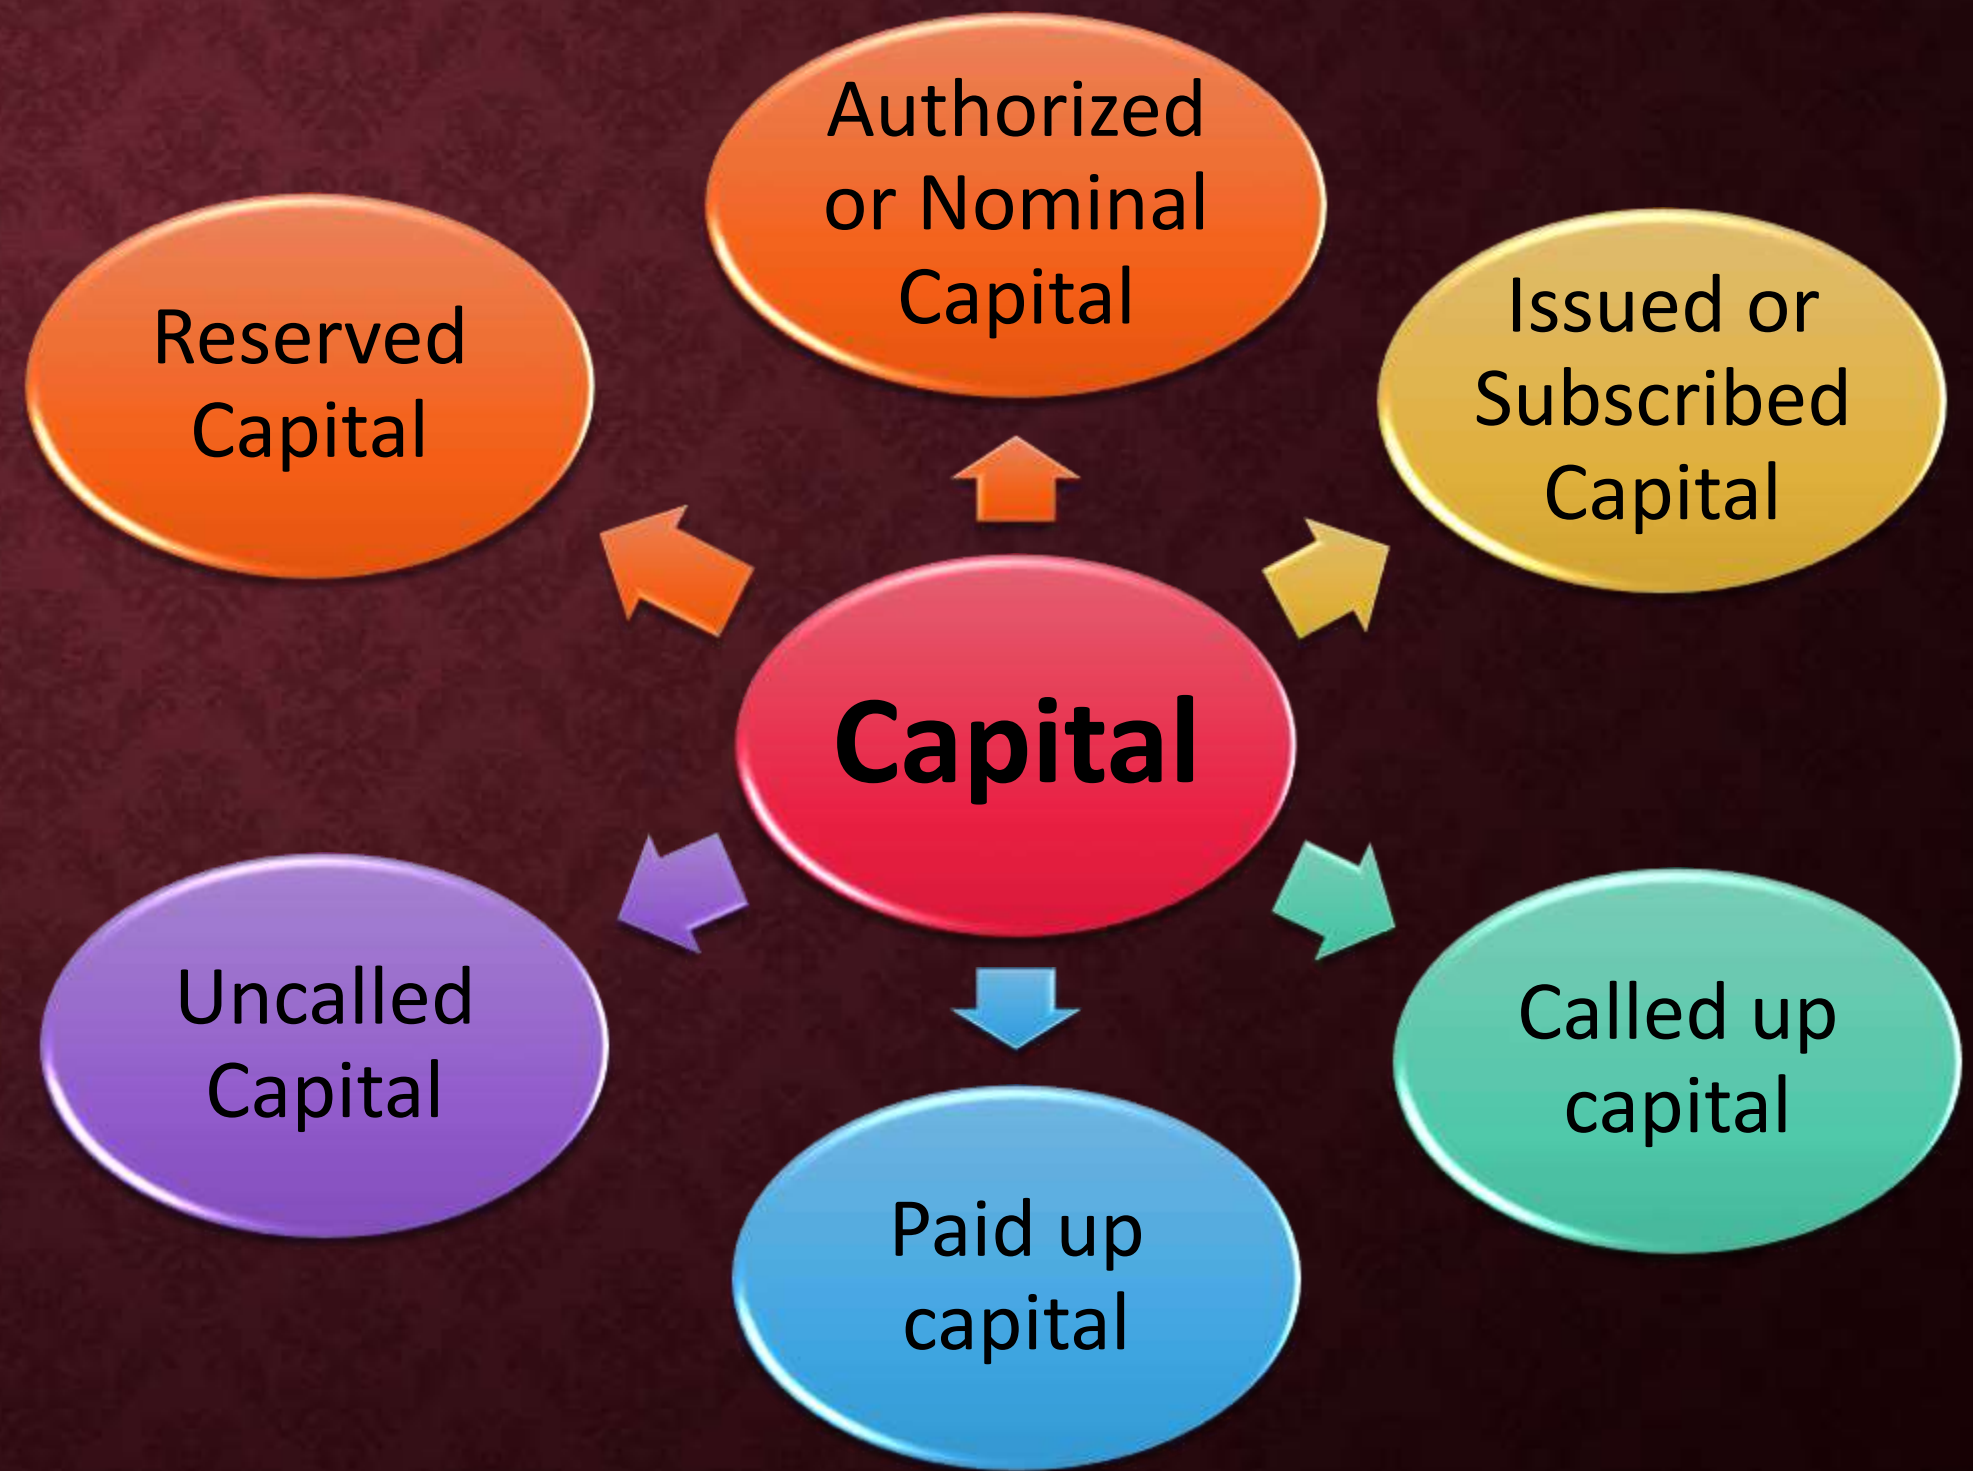 Authorized
or Nominal
Capital
Issued or
Subscribed
Capital
Called up
capital
Paid up
capital
Uncalled
Capital
Reserved
Capital
Capital